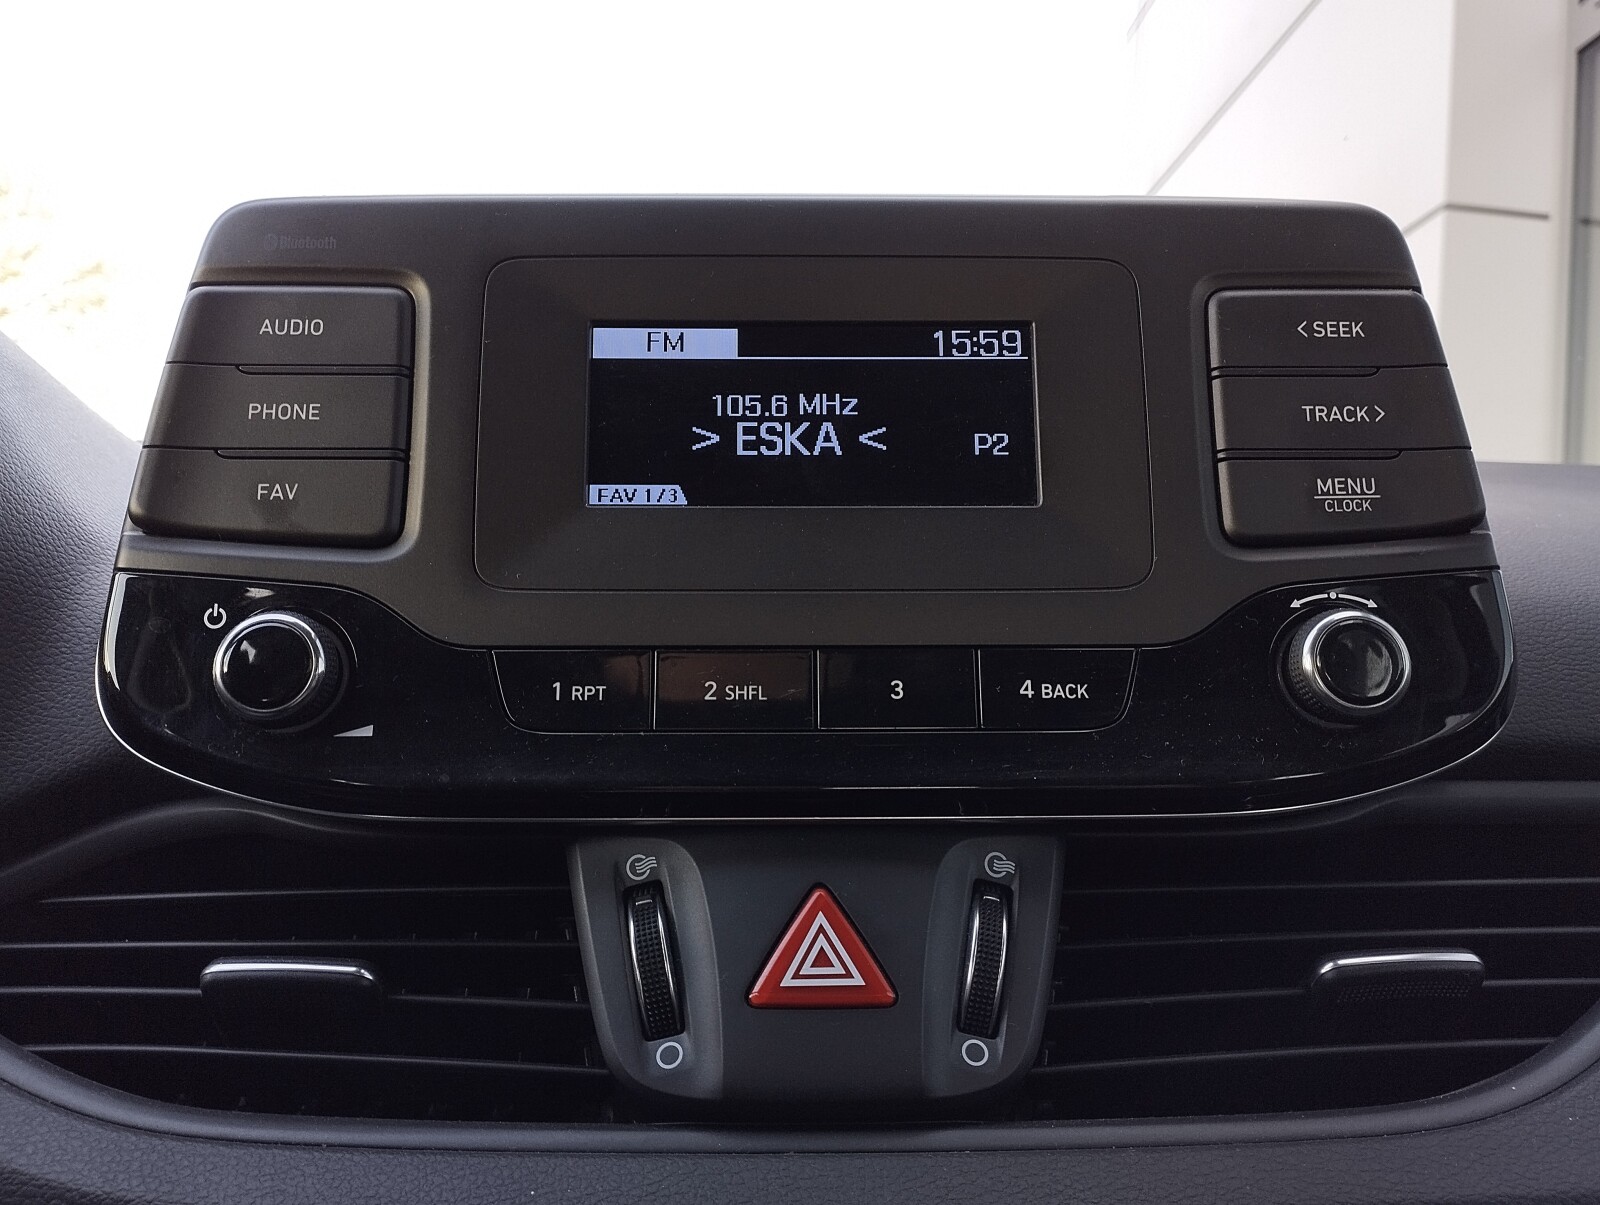 Bluetooth
AUDIO
PHONE
FAV
FM 15:59
105.6 MHz
> ESKA < P2
FAV 1/3
< SEEK
TRACK >
MENU
CLOCK
1 RPT
2 SHFL
3
4 BACK